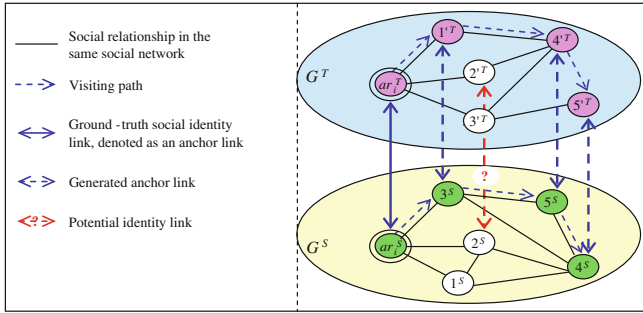 Social relationship in the
same social network
Visiting path
Ground -truth social identity
link, denoted as an anchor link
Generated anchor link
?
Potential identity link
G^T
1'^T
4'^T
ar_i^T
2'^T
3'^T
5'^T
?
G^S
3^S
5^S
ar_i^S
2^S
1^S
4^S